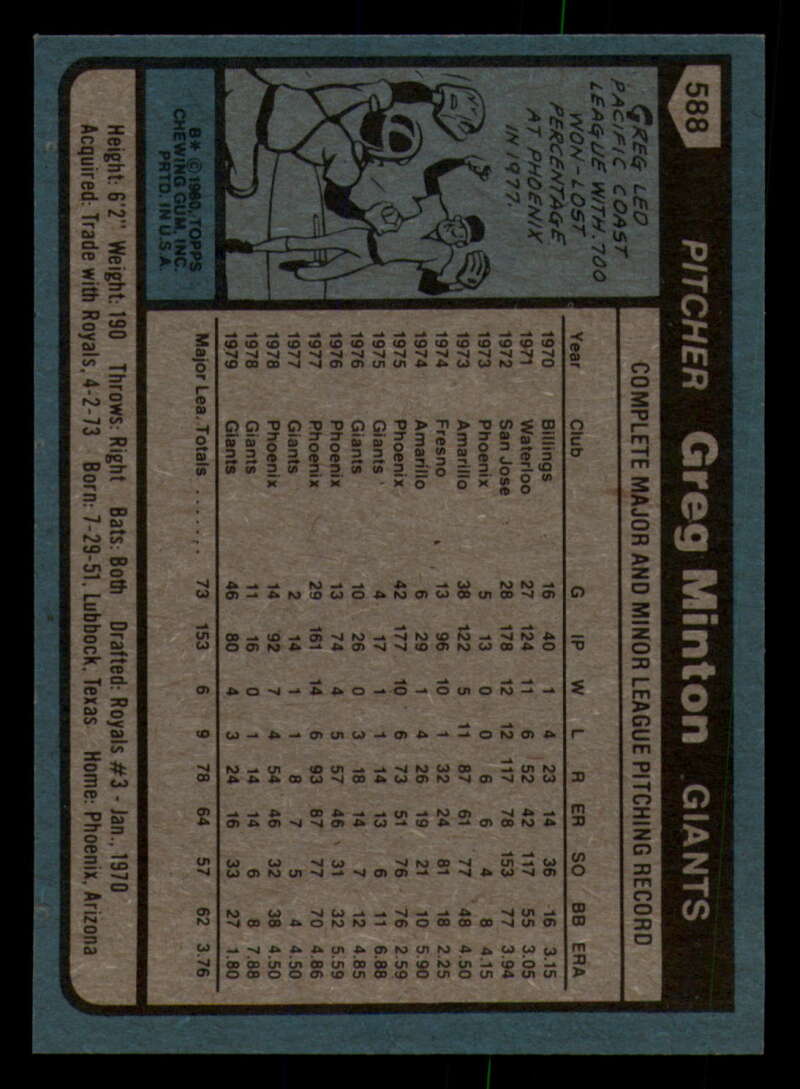 588 PITCHER Greg Minton GIANTS
GREG LED
PACIFIC COAST
LEAGUE WITH .700
WON-LOST
PERCENTAGE
AT PHOENIX
IN 1977.
B* © 1980, TOPPS
CHEWING GUM, INC.
PRTD. IN U.S.A.
COMPLETE MAJOR AND MINOR LEAGUE PITCHING RECORD
Year Club G IP W L R ER SO BB ERA
1970 Billings 16 40 1 4 23 14 36 16 3.15
1971 Waterloo 27 124 11 6 52 42 117 55 3.05
1972 San Jose 28 178 12 12 117 78 153 77 3.94
1973 Phoenix 5 13 0 0 6 6 4 8 4.15
1973 Amarillo 38 122 5 11 87 61 77 48 4.50
1974 Fresno 13 96 10 1 32 24 81 18 2.25
1974 Amarillo 6 29 1 4 26 19 21 10 5.90
1975 Phoenix 42 177 10 6 73 51 76 76 2.59
1975 Giants 4 17 1 1 14 13 6 11 6.88
1976 Giants 10 26 0 3 18 14 7 12 4.85
1976 Phoenix 13 74 4 5 57 46 31 32 5.59
1977 Phoenix 29 161 14 6 93 87 77 70 4.86
1977 Giants 2 14 1 1 8 7 5 4 4.50
1978 Phoenix 14 92 7 4 54 46 32 38 4.50
1978 Giants 11 16 0 1 14 14 6 8 7.88
1979 Giants 46 80 4 3 24 16 33 27 1.80
Major Lea. Totals ....... 73 153 6 9 78 64 57 62 3.76
Height: 6'2" Weight: 190 Throws: Right Bats: Both Drafted: Royals #3 - Jan., 1970
Acquired: Trade with Royals, 4-2-73 Born: 7-29-51, Lubbock, Texas Home: Phoenix, Arizona